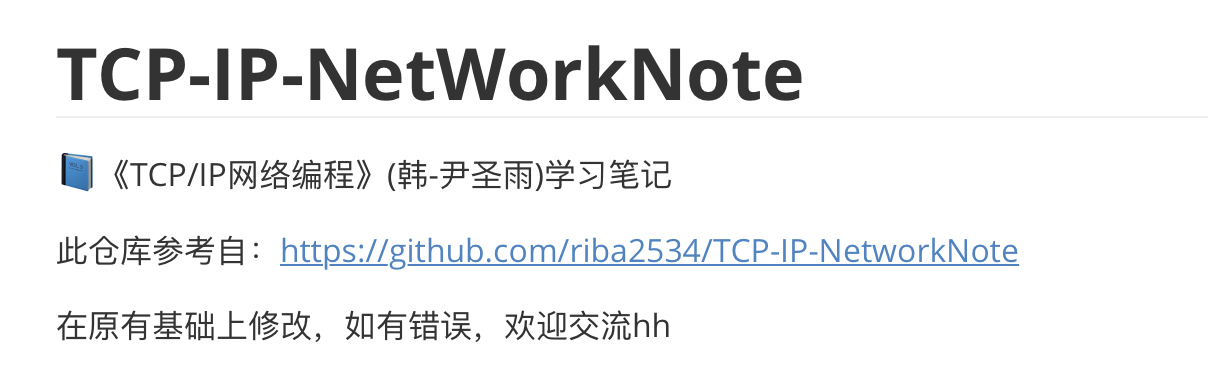 TCP-IP-NetWorkNote
《TCP/IP网络编程》(韩-尹圣雨)学习笔记
此仓库参考自：https://github.com/riba2534/TCP-IP-NetworkNote
在原有基础上修改，如有错误，欢迎交流hh